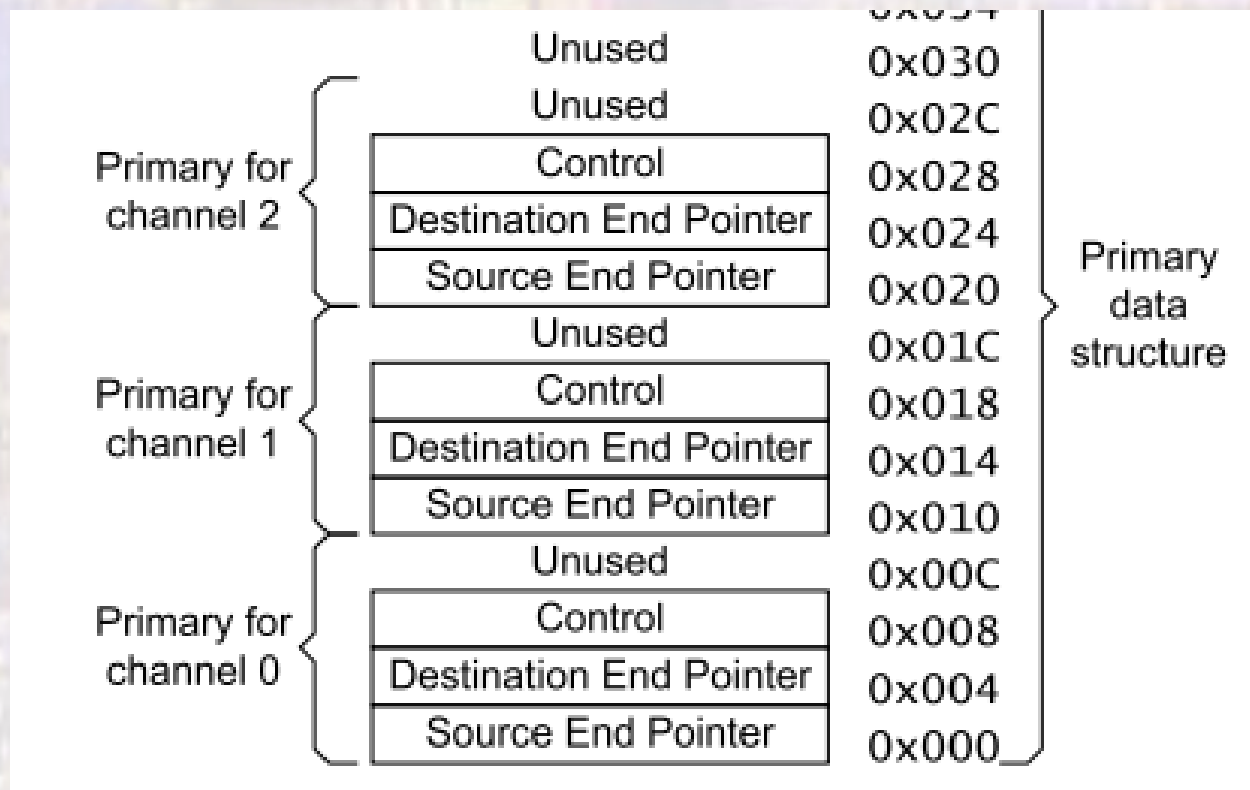 Unused 0x030
Unused 0x02C
Primary for
channel 2
Control 0x028
Destination End Pointer 0x024
Source End Pointer 0x020
Unused 0x01C
Primary for
channel 1
Control 0x018
Destination End Pointer 0x014
Source End Pointer 0x010
Unused 0x00C
Primary for
channel 0
Control 0x008
Destination End Pointer 0x004
Source End Pointer 0x000
Primary
data
structure